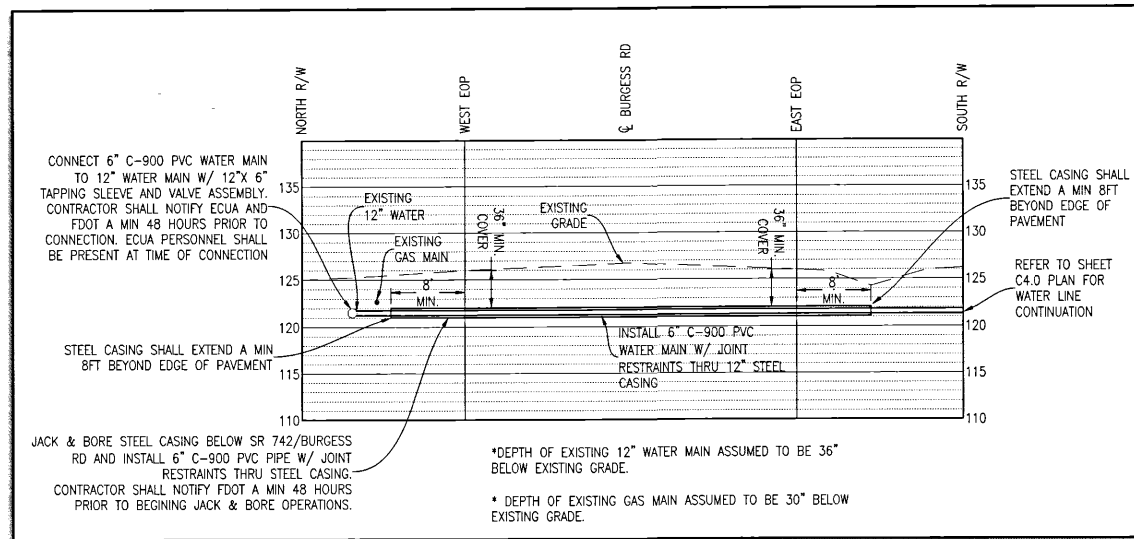 NORTH R/W
WEST EOP
℄ BURGESS RD
EAST EOP
SOUTH R/W
CONNECT 6" C-900 PVC WATER MAIN
TO 12" WATER MAIN W/ 12"X 6"
TAPPING SLEEVE AND VALVE ASSEMBLY.
CONTRACTOR SHALL NOTIFY ECUA AND
FDOT A MIN 48 HOURS PRIOR TO
CONNECTION. ECUA PERSONNEL SHALL
BE PRESENT AT TIME OF CONNECTION
135
130
125
120
115
110
EXISTING
12" WATER
EXISTING
GAS MAIN
36" MIN.
COVER
EXISTING
GRADE
36" MIN.
COVER
8'
MIN.
8'
MIN.
135
130
125
120
115
110
STEEL CASING SHALL
EXTEND A MIN 8FT
BEYOND EDGE OF
PAVEMENT
REFER TO SHEET
C4.0 PLAN FOR
WATER LINE
CONTINUATION
STEEL CASING SHALL EXTEND A MIN
8FT BEYOND EDGE OF PAVEMENT
INSTALL 6" C-900 PVC
WATER MAIN W/ JOINT
RESTRAINTS THRU 12" STEEL
CASING
JACK & BORE STEEL CASING BELOW SR 742/BURGESS
RD AND INSTALL 6" C-900 PVC PIPE W/ JOINT
RESTRAINTS THRU STEEL CASING.
CONTRACTOR SHALL NOTIFY FDOT A MIN 48 HOURS
PRIOR TO BEGINING JACK & BORE OPERATIONS.
*DEPTH OF EXISTING 12" WATER MAIN ASSUMED TO BE 36"
BELOW EXISTING GRADE.
* DEPTH OF EXISTING GAS MAIN ASSUMED TO BE 30" BELOW
EXISTING GRADE.